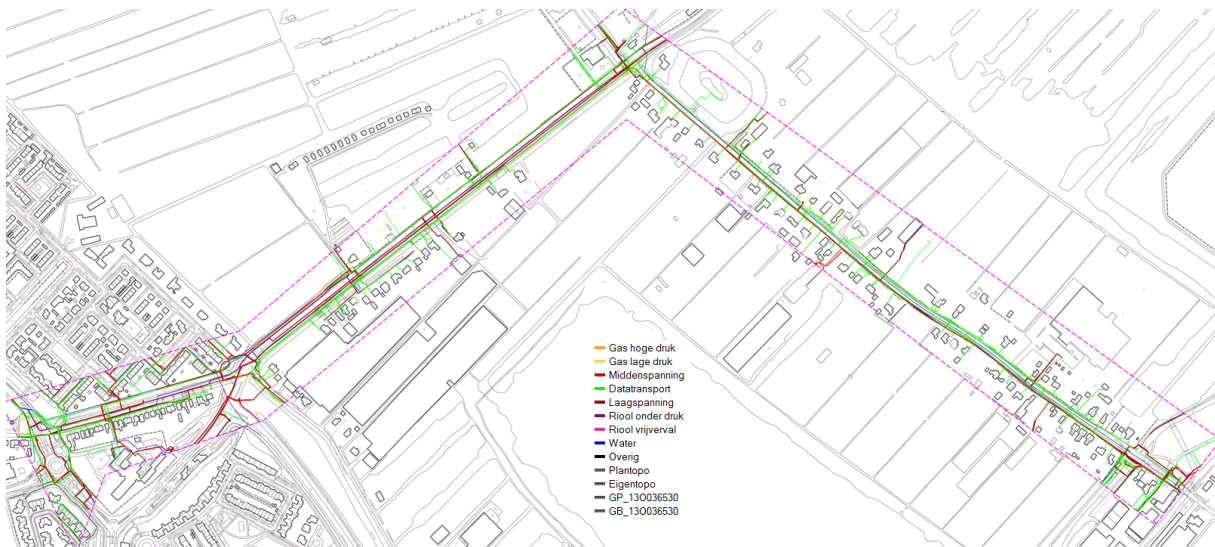 Gas hoge druk
Gas lage druk
Middenspanning
Datatransport
Laagspanning
Riool onder druk
Riool vrijverval
Water
Overig
Plantopo
Eigentopo
GP_13O036530
GB_13O036530